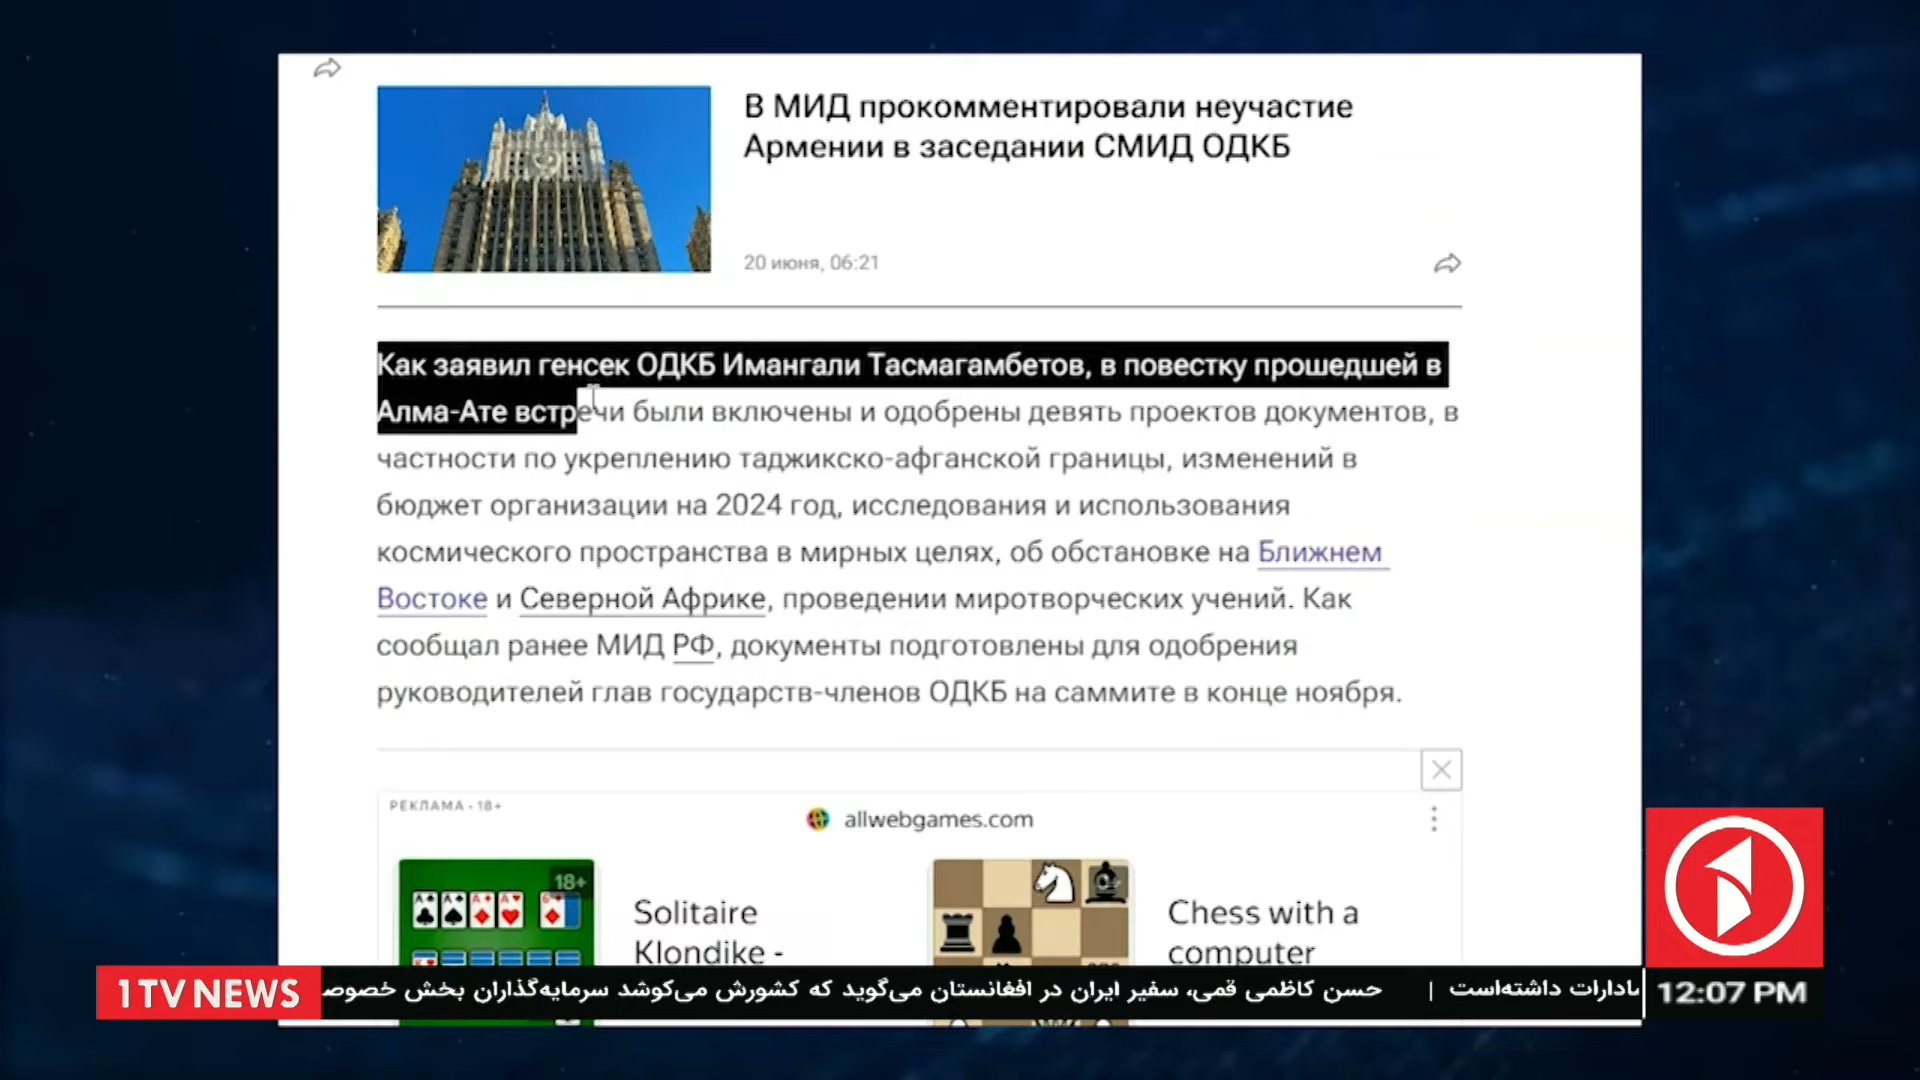 В МИД прокомментировали неучастие
Армении в заседании СМИД ОДКБ
20 июня, 06:21
Как заявил генсек ОДКБ Имангали Тасмагамбетов, в повестку прошедшей в
Алма-Ате встречи были включены и одобрены девять проектов документов, в
частности по укреплению таджикско-афганской границы, изменений в
бюджет организации на 2024 год, исследования и использования
космического пространства в мирных целях, об обстановке на Ближнем
Востоке и Северной Африке, проведении миротворческих учений. Как
сообщал ранее МИД РФ, документы подготовлены для одобрения
руководителей глав государств-членов ОДКБ на саммите в конце ноября.
РЕКЛАМА • 18+
allwebgames.com
18+
Solitaire
Klondike -
Chess with a
computer
1TV NEWS
داشته‌است | حسن کاظمی قمی، سفیر ایران در افغانستان می‌گوید که کشورش می‌کوشد سرمایه‌گذاران بخش
12:07 PM